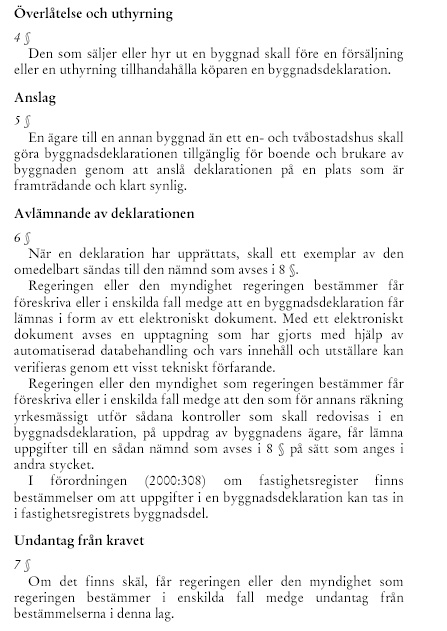 Överlåtelse och uthyrning
4 §
Den som säljer eller hyr ut en byggnad skall före en försäljning
eller en uthyrning tillhandahålla köparen en byggnadsdeklaration.
Anslag
5 §
En ägare till en annan byggnad än ett en- och tvåbostadshus skall
göra byggnadsdeklarationen tillgänglig för boende och brukare av
byggnaden genom att anslå deklarationen på en plats som är
framträdande och klart synlig.
Avlämnande av deklarationen
6 §
När en deklaration har upprättats, skall ett exemplar av den
omedelbart sändas till den nämnd som avses i 8 §.
Regeringen eller den myndighet regeringen bestämmer får
föreskriva eller i enskilda fall medge att en byggnadsdeklaration får
lämnas i form av ett elektroniskt dokument. Med ett elektroniskt
dokument avses en upptagning som har gjorts med hjälp av
automatiserad databehandling och vars innehåll och utställare kan
verifieras genom ett visst tekniskt förfarande.
Regeringen eller den myndighet som regeringen bestämmer får
föreskriva eller i enskilda fall medge att den som för annans räkning
yrkesmässigt utför sådana kontroller som skall redovisas i en
byggnadsdeklaration, på uppdrag av byggnadens ägare, får lämna
uppgifter till en sådan nämnd som avses i 8 § på sätt som anges i
andra stycket.
I förordningen (2000:308) om fastighetsregister finns
bestämmelser om att uppgifter i en byggnadsdeklaration kan tas in
i fastighetsregistrets byggnadsdel.
Undantag från kravet
7 §
Om det finns skäl, får regeringen eller den myndighet som
regeringen bestämmer i enskilda fall medge undantag från
bestämmelserna i denna lag.